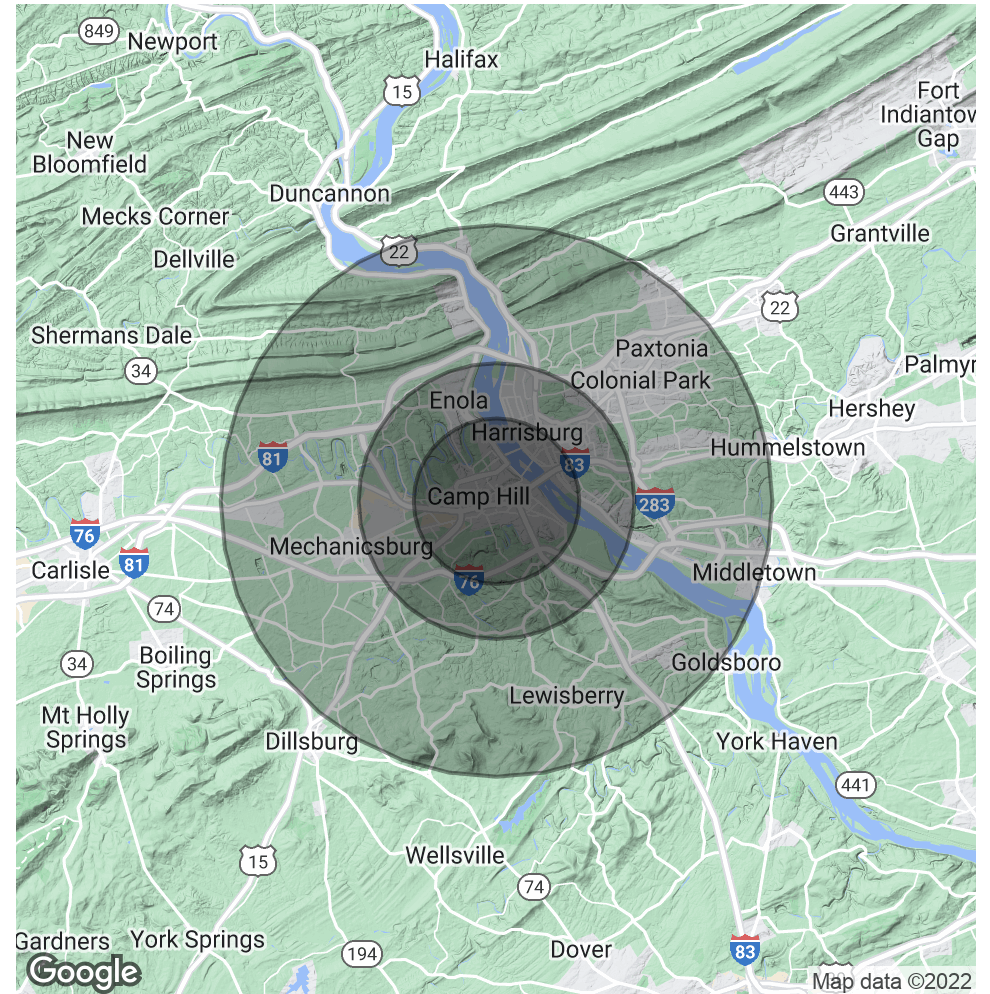 849
Newport
Halifax
15
Fort
Indiantow
Gap
New
Bloomfield
Duncannon
443
Mecks Corner
Grantville
22
Dellville
22
Shermans Dale
Paxtonia
34
Colonial Park
Palmyr
Enola
Hershey
Harrisburg
Hummelstown
81
83
Camp Hill
283
76
Mechanicsburg
81
Carlisle
76
Middletown
74
Boiling
Springs
34
Goldsboro
Lewisberry
Mt Holly
Springs
Dillsburg
York Haven
441
Wellsville
15
74
Gardners
York Springs
Dover
194
83
Google
Map data ©2022